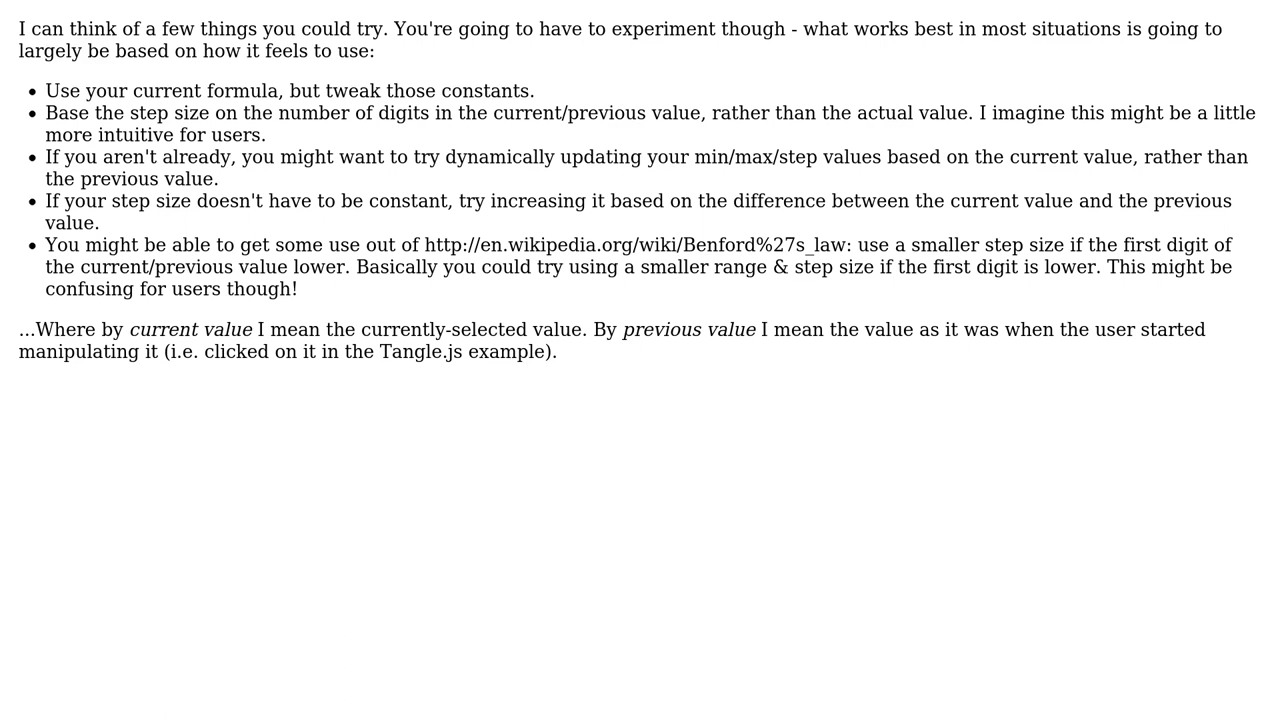 I can think of a few things you could try. You're going to have to experiment though - what works best in most situations is going to
largely be based on how it feels to use:
• Use your current formula, but tweak those constants.
• Base the step size on the number of digits in the current/previous value, rather than the actual value. I imagine this might be a little
more intuitive for users.
• If you aren't already, you might want to try dynamically updating your min/max/step values based on the current value, rather than
the previous value.
• If your step size doesn't have to be constant, try increasing it based on the difference between the current value and the previous
value.
• You might be able to get some use out of http://en.wikipedia.org/wiki/Benford%27s_law: use a smaller step size if the first digit of
the current/previous value lower. Basically you could try using a smaller range & step size if the first digit is lower. This might be
confusing for users though!
...Where by current value I mean the currently-selected value. By previous value I mean the value as it was when the user started
manipulating it (i.e. clicked on it in the Tangle.js example).